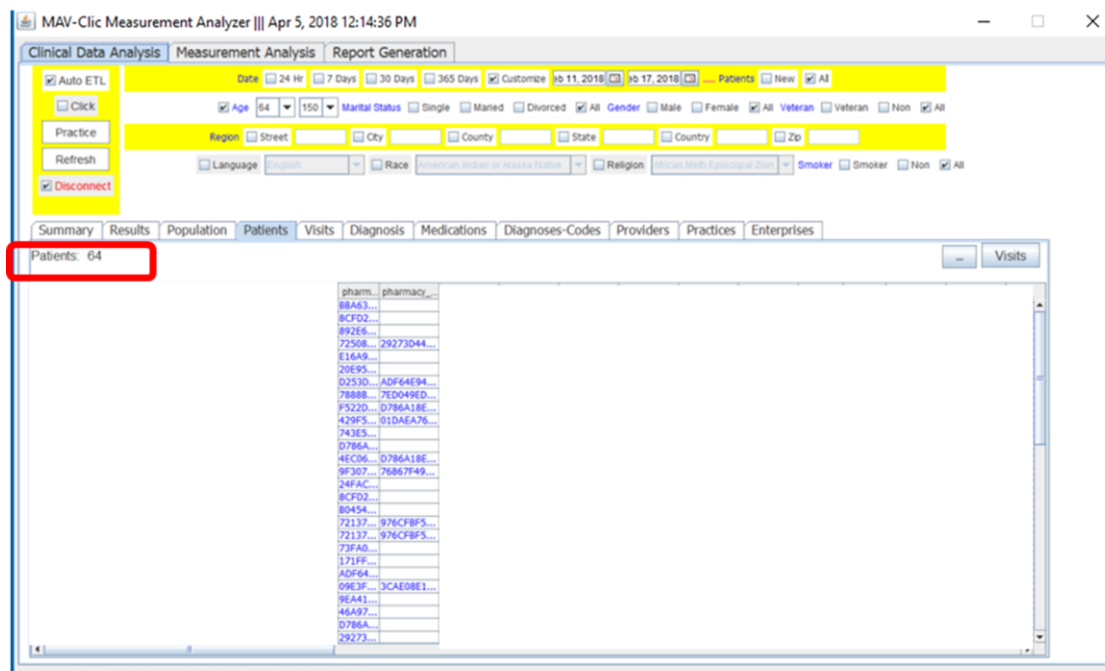 MAV-Clic Measurement Analyzer ||| Apr 5, 2018 12:14:36 PM
Clinical Data Analysis Measurement Analysis Report Generation
Auto ETL Date 24 Hr 7 Days 30 Days 365 Days Customize eb 11, 2018 eb 17, 2018 ... Patients New All
Click Age 64 150 Marital Status Single Maried Divorced All Gender Male Female All Veteran Veteran Non All
Practice Region Street City County State Country Zip
Refresh Language English Race American Indian or Alaska Native Religion African Meth Episcopal Zion Smoker Smoker Non All
Disconnect
Summary Results Population Patients Visits Diagnosis Medications Diagnoses-Codes Providers Practices Enterprises
Patients: 64 ... Visits
pharm... pharmacy_...
B8A63...
8CFD2...
892E6...
72508... 29273D44...
E16A9...
20E95...
D253D... ADF64E94...
7888B... 7ED049ED...
F522D... D786A18E...
429F5... 01DAEA76...
743E5...
D786A...
4EC06... D786A18E...
9F307... 76867F49...
24FAC...
8CFD2...
B0454...
72137... 976CFBF5...
72137... 976CFBF5...
73FA0...
171FF...
ADF64...
09E3F... 3CAE08E1...
9EA41...
46A97...
D786A...
29273...